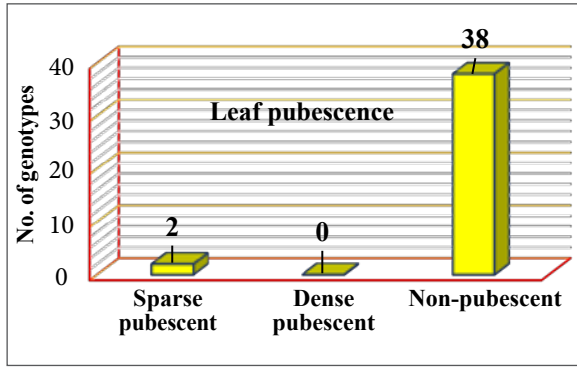 38
40
Leaf pubescence
30
20
10
0
No. of genotypes
2
0
Sparse pubescent
Dense pubescent
Non-pubescent